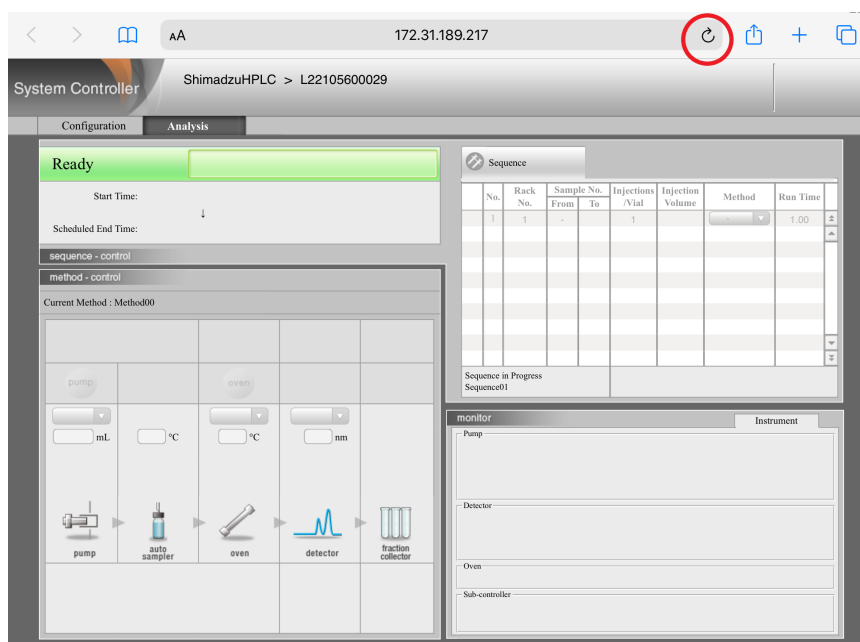 AA
172.31.189.217
System Controller
ShimadzuHPLC > L22105600029
Configuration
Analysis
Ready
Start Time:
↓
Scheduled End Time:
sequence - control
method - control
Current Method : Method00
pump
oven
mL
°C
°C
nm
pump
auto
sampler
oven
detector
fraction
collector
Sequence
No.
Rack
No.
Sample No.
From To
Injections
/Vial
Injection
Volume
Method
Run Time
1 1 - 1 - 1.00
Sequence in Progress
Sequence01
monitor
Instrument
Pump
Detector
Oven
Sub-controller